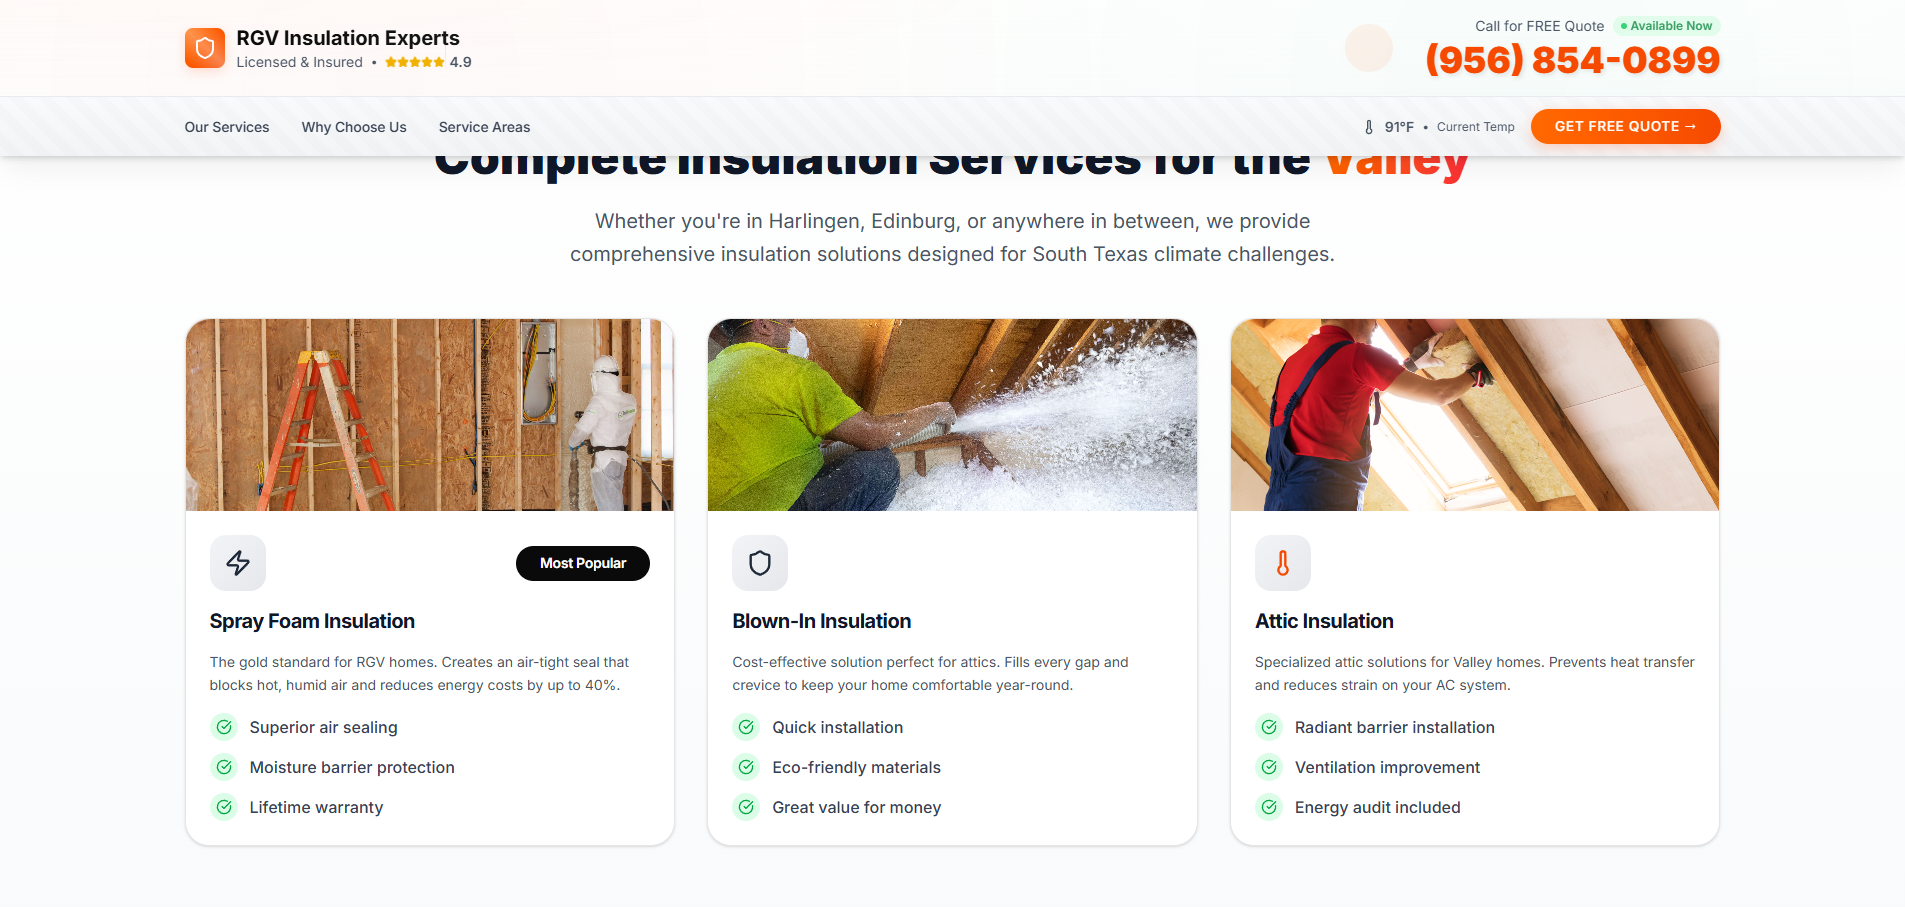 RGV Insulation Experts
Licensed & Insured • 4.9
Call for FREE Quote Available Now
(956) 854-0899
Our Services Why Choose Us Service Areas
91°F • Current Temp GET FREE QUOTE →
Complete Insulation Services for the Valley
Whether you're in Harlingen, Edinburg, or anywhere in between, we provide
comprehensive insulation solutions designed for South Texas climate challenges.
Most Popular
Spray Foam Insulation
The gold standard for RGV homes. Creates an air-tight seal that
blocks hot, humid air and reduces energy costs by up to 40%.
Superior air sealing
Moisture barrier protection
Lifetime warranty
Blown-In Insulation
Cost-effective solution perfect for attics. Fills every gap and
crevice to keep your home comfortable year-round.
Quick installation
Eco-friendly materials
Great value for money
Attic Insulation
Specialized attic solutions for Valley homes. Prevents heat transfer
and reduces strain on your AC system.
Radiant barrier installation
Ventilation improvement
Energy audit included